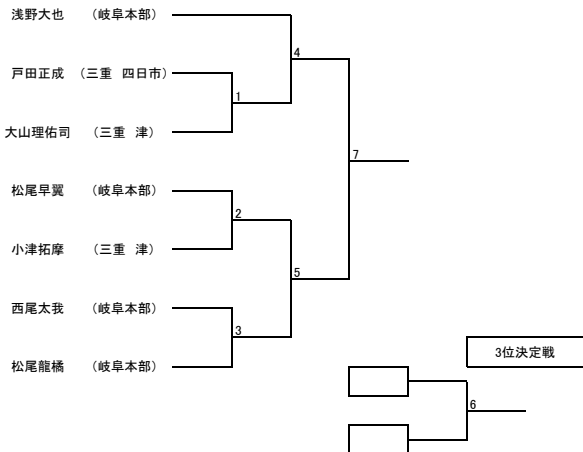 浅野大也 （岐阜本部）
4
戸田正成 （三重 四日市）
1
大山理佑司 （三重 津）
7
松尾早翼 （岐阜本部）
2
小津拓摩 （三重 津）
5
西尾太我 （岐阜本部）
3
松尾龍橘 （岐阜本部）
3位決定戦
6